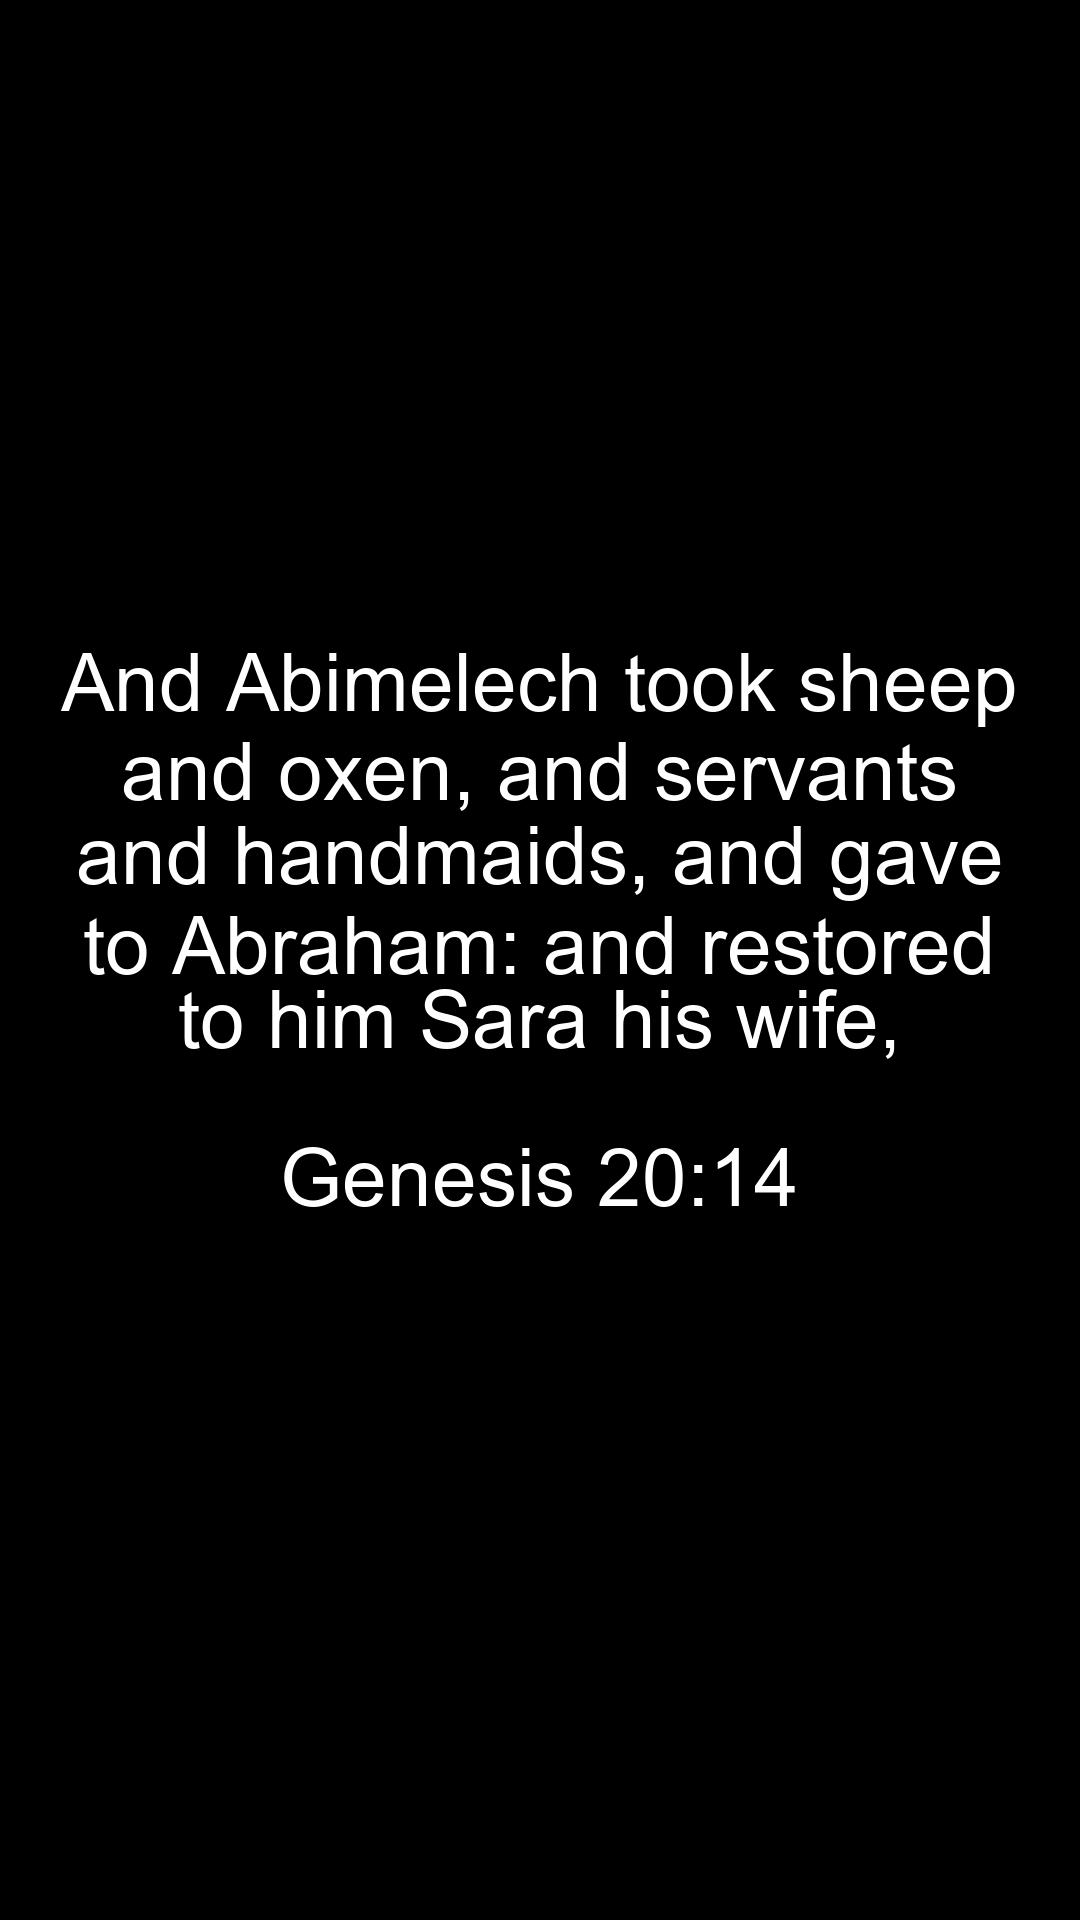 And Abimelech took sheep
and oxen, and servants
and handmaids, and gave
to Abraham: and restored
to him Sara his wife,
Genesis 20:14